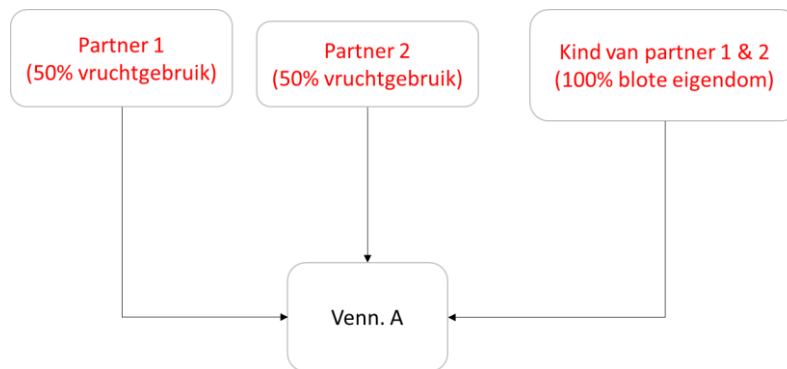 Partner 1
(50% vruchtgebruik)
Partner 2
(50% vruchtgebruik)
Kind van partner 1 & 2
(100% blote eigendom)
Venn. A